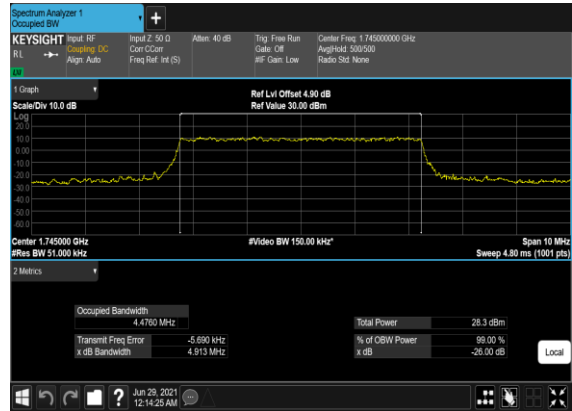 Spectrum Analyzer 1
Occupied BW
+
KEYSIGHT Input: RF Input Z: 50 Ω Atten: 40 dB Trig: Free Run Center Freq: 1.745000000 GHz
RL Coupling: DC Corr CCorr Gate: Off Avg|Hold: 500/500
Align: Auto Freq Ref: Int (S) #IF Gain: Low Radio Std: None
1 Graph
Ref Lvl Offset 4.90 dB
Scale/Div 10.0 dB Ref Value 30.00 dBm
Log
20.0
10.0
0.00
-10.0
-20.0
-30.0
-40.0
-50.0
-60.0
Center 1.745000 GHz #Video BW 150.00 kHz* Span 10 MHz
#Res BW 51.000 kHz Sweep 4.80 ms (1001 pts)
2 Metrics
Occupied Bandwidth
4.4760 MHz Total Power 28.3 dBm
Transmit Freq Error -5.690 kHz % of OBW Power 99.00 %
x dB Bandwidth 4.913 MHz x dB -26.00 dB
Local
?
Jun 29, 2021
12:14:25 AM